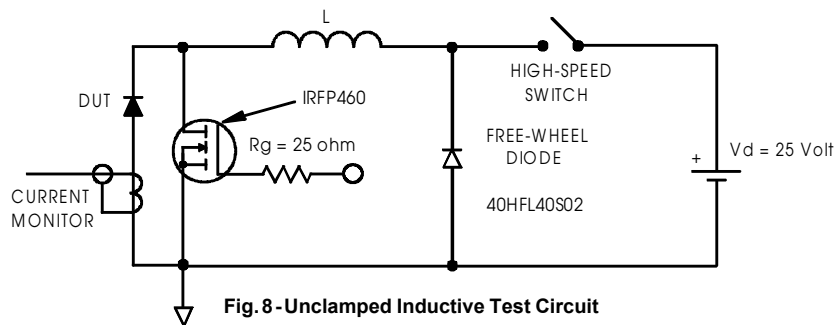 L
HIGH-SPEED
SWITCH
DUT
IRFP460
Rg = 25 ohm
FREE-WHEEL
DIODE
+
Vd = 25 Volt
40HFL40S02
CURRENT
MONITOR
Fig. 8 - Unclamped Inductive Test Circuit